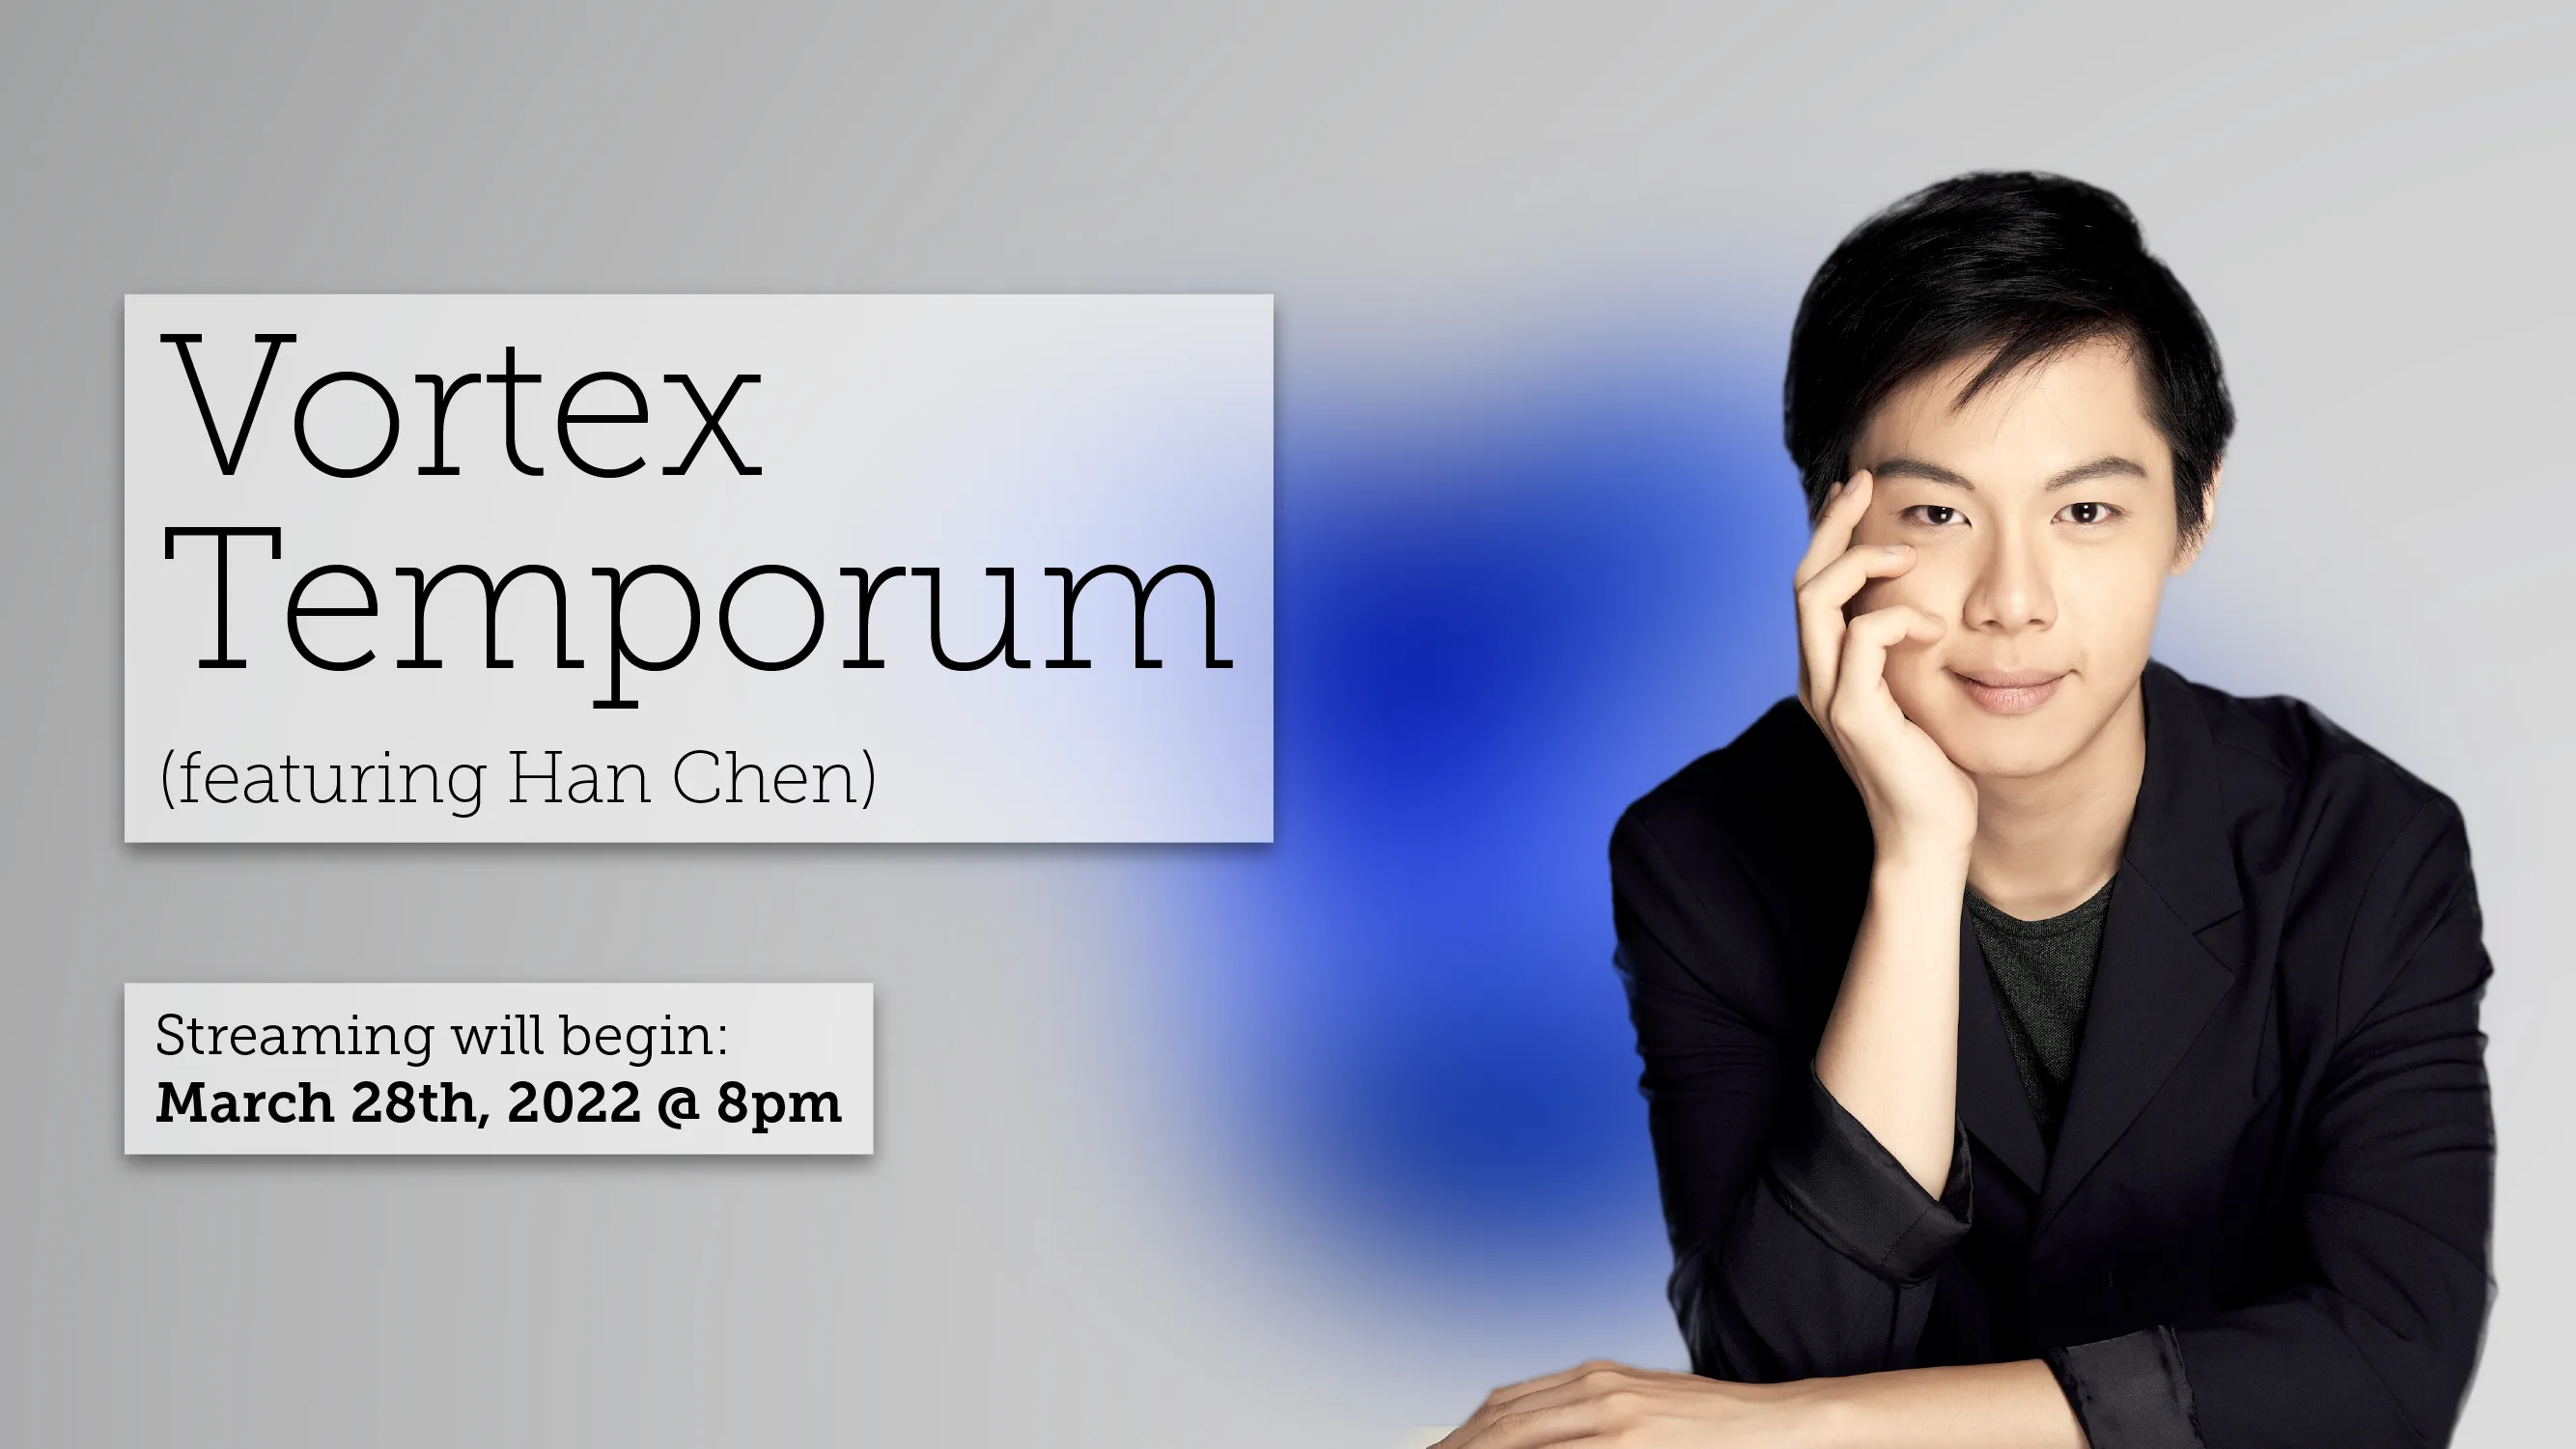 Vortex
Temporum
(featuring Han Chen)
Streaming will begin:
March 28th, 2022 @ 8pm